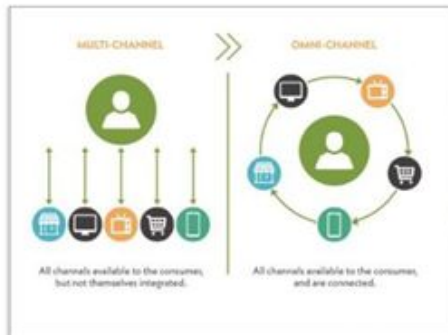 MULTI-CHANNEL
OMNI-CHANNEL
All channels available to the consumer,
but not themselves integrated.
All channels available to the consumer,
and are connected.